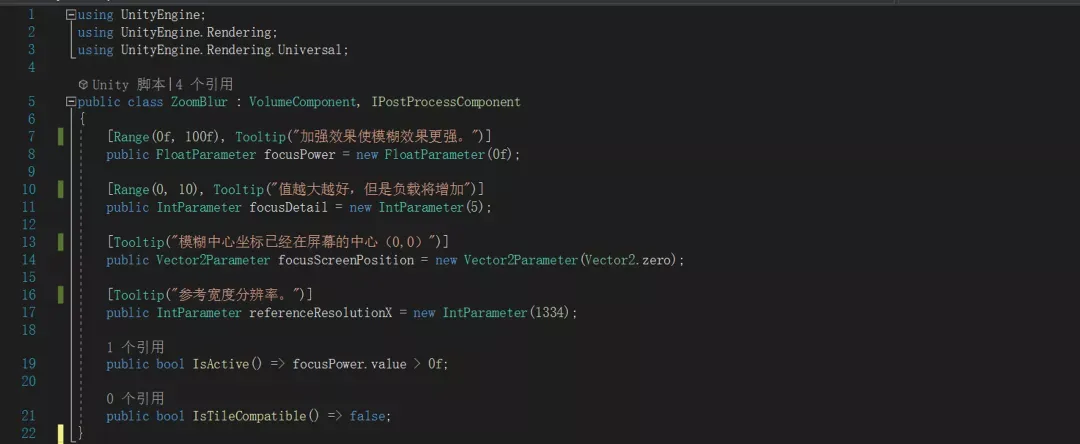 1 using UnityEngine;
2 using UnityEngine.Rendering;
3 using UnityEngine.Rendering.Universal;
4
Unity 脚本|4 个引用
5 public class ZoomBlur : VolumeComponent, IPostProcessComponent
6 {
7 [Range(0f, 100f), Tooltip("加强效果使模糊效果更强。")]
8 public FloatParameter focusPower = new FloatParameter(0f);
9
10 [Range(0, 10), Tooltip("值越大越好，但是负载将增加")]
11 public IntParameter focusDetail = new IntParameter(5);
12
13 [Tooltip("模糊中心坐标已经在屏幕的中心（0,0）")]
14 public Vector2Parameter focusScreenPosition = new Vector2Parameter(Vector2.zero);
15
16 [Tooltip("参考宽度分辨率。")]
17 public IntParameter referenceResolutionX = new IntParameter(1334);
18
1 个引用
19 public bool IsActive() => focusPower.value > 0f;
20
0 个引用
21 public bool IsTileCompatible() => false;
22 }